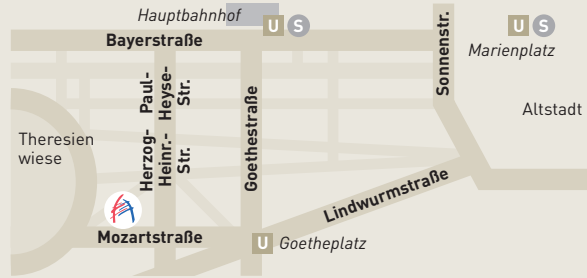 Hauptbahnhof
U S
U S
Bayerstraße
Marienplatz
Sonnenstr.
Paul-
Heyse-
Str.
Goethestraße
Altstadt
Theresien
wiese
Herzog-
Heinr.-
Str.
Lindwurmstraße
Mozartstraße
U Goetheplatz